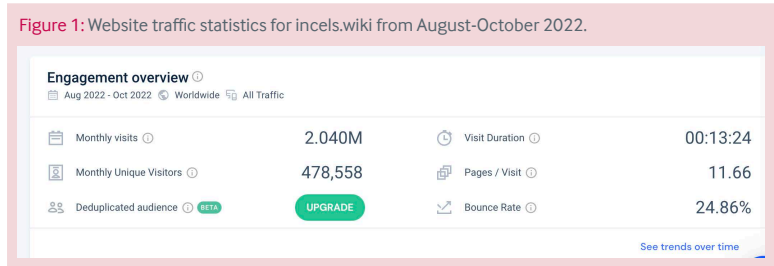 Figure 1: Website traffic statistics for incels.wiki from August-October 2022.
Engagement overview
Aug 2022 - Oct 2022 Worldwide All Traffic
Monthly visits 2.040M Visit Duration 00:13:24
Monthly Unique Visitors 478,558 Pages / Visit 11.66
Deduplicated audience BETA UPGRADE Bounce Rate 24.86%
See trends over time